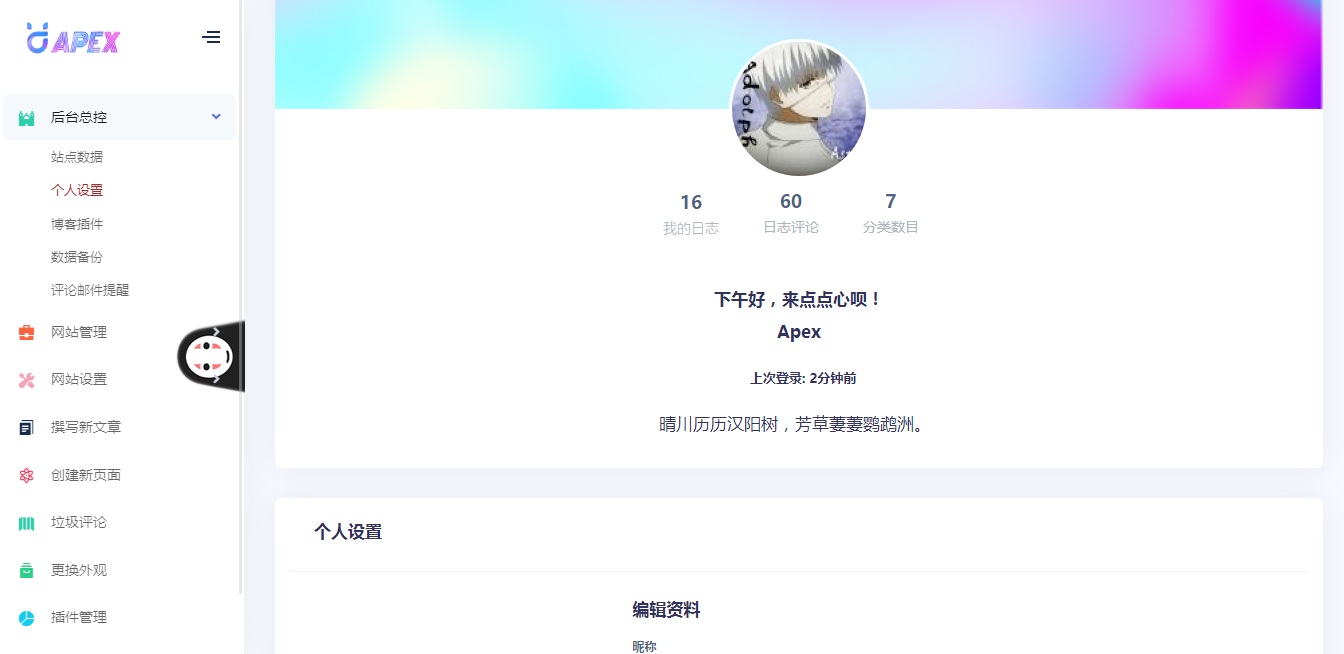 APEX
后台总控
站点数据
个人设置
博客插件
数据备份
评论邮件提醒
网站管理
网站设置
撰写新文章
创建新页面
垃圾评论
更换外观
插件管理
Adolph
16
我的日志
60
日志评论
7
分类数目
下午好，来点点心呗！
Apex
上次登录: 2分钟前
晴川历历汉阳树，芳草萋萋鹦鹉洲。
个人设置
编辑资料
昵称